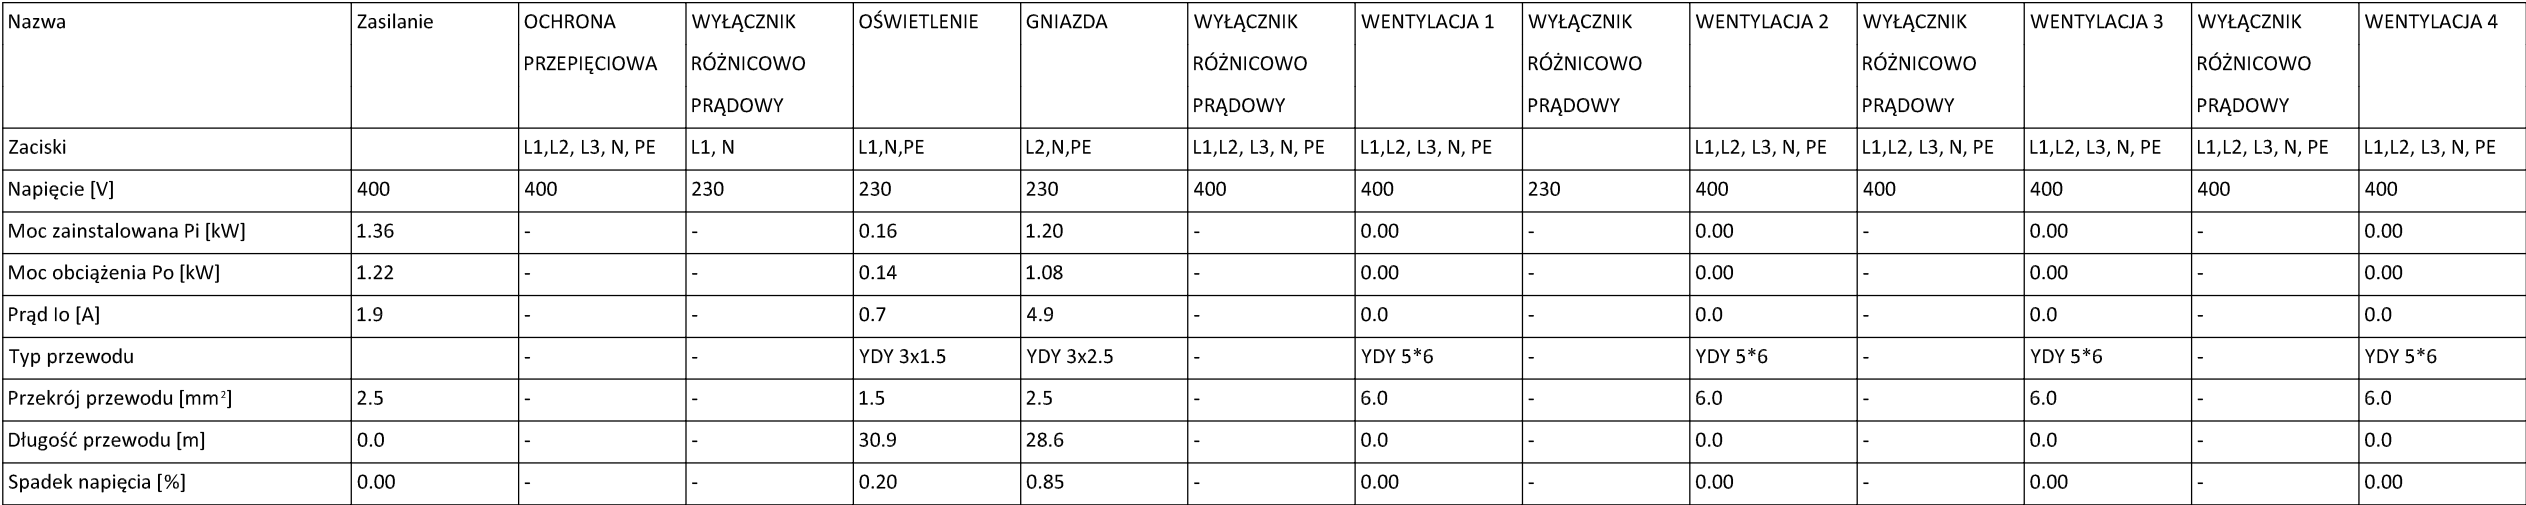 Nazwa Zasilanie OCHRONA WYŁĄCZNIK OŚWIETLENIE GNIAZDA WYŁĄCZNIK WENTYLACJA 1 WYŁĄCZNIK WENTYLACJA 2 WYŁĄCZNIK WENTYLACJA 3 WYŁĄCZNIK WENTYLACJA 4
PRZEPIĘCIOWA RÓŻNICOWO RÓŻNICOWO RÓŻNICOWO RÓŻNICOWO RÓŻNICOWO
PRĄDOWY PRĄDOWY PRĄDOWY PRĄDOWY PRĄDOWY
Zaciski L1,L2, L3, N, PE L1, N L1,N,PE L2,N,PE L1,L2, L3, N, PE L1,L2, L3, N, PE L1,L2, L3, N, PE L1,L2, L3, N, PE L1,L2, L3, N, PE L1,L2, L3, N, PE L1,L2, L3, N, PE
Napięcie [V] 400 400 230 230 230 400 400 230 400 400 400 400 400
Moc zainstalowana Pi [kW] 1.36 - - 0.16 1.20 - 0.00 - 0.00 - 0.00 - 0.00
Moc obciążenia Po [kW] 1.22 - - 0.14 1.08 - 0.00 - 0.00 - 0.00 - 0.00
Prąd Io [A] 1.9 - - 0.7 4.9 - 0.0 - 0.0 - 0.0 - 0.0
Typ przewodu - - YDY 3x1.5 YDY 3x2.5 - YDY 5*6 - YDY 5*6 - YDY 5*6 - YDY 5*6
Przekrój przewodu [mm²] 2.5 - - 1.5 2.5 - 6.0 - 6.0 - 6.0 - 6.0
Długość przewodu [m] 0.0 - - 30.9 28.6 - 0.0 - 0.0 - 0.0 - 0.0
Spadek napięcia [%] 0.00 - - 0.20 0.85 - 0.00 - 0.00 - 0.00 - 0.00